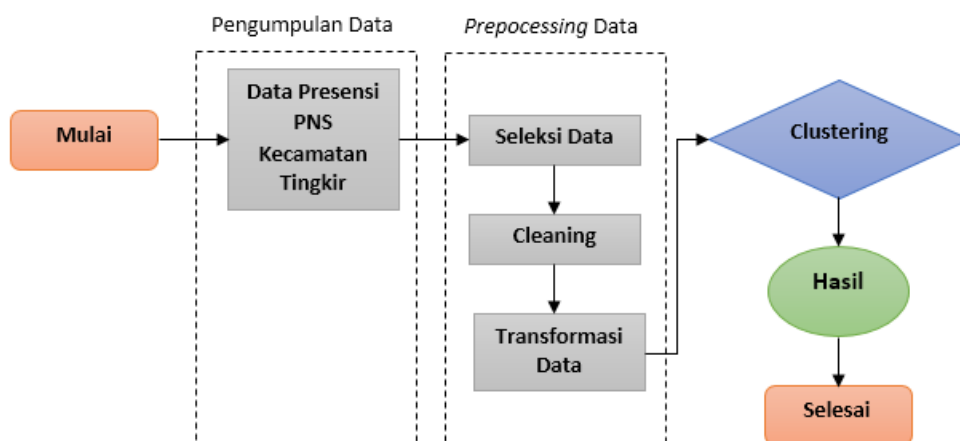 Pengumpulan Data
Prepocessing Data
Mulai
Data Presensi
PNS
Kecamatan
Tingkir
Seleksi Data
Cleaning
Transformasi
Data
Clustering
Hasil
Selesai